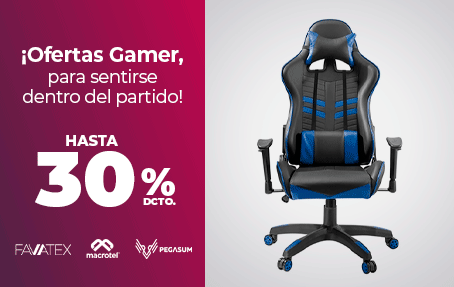 ¡Ofertas Gamer,
para sentirse
dentro del partido!
HASTA
30%
DCTO.
FAVATEX macrotel PEGASUM